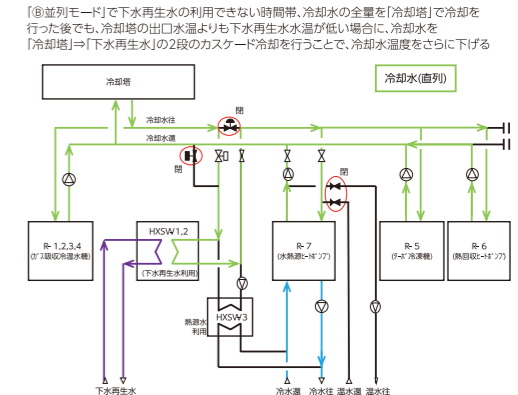 「⑧並列モード」で下水再生水の利用できない時間帯、冷却水の全量を「冷却塔」で冷却を
行った後でも、冷却塔の出口水温よりも下水再生水水温が低い場合に、冷却水を
「冷却塔」⇒「下水再生水」の2段のカスケード冷却を行うことで、冷却水温度をさらに下げる
冷却塔
冷却水(直列)
閉
冷却水往
冷却水還
閉
閉
R-1,2,3,4
(ガス吸収冷温水機)
HXSW-1,2
(下水再生水利用)
R-7
(水熱源ヒートポンプ)
R-5
(ターボ冷凍機)
R-6
(熱回収ヒートポンプ)
熱源水
利用
HXSW-3
下水再生水
冷水還
冷水往
温水還
温水往